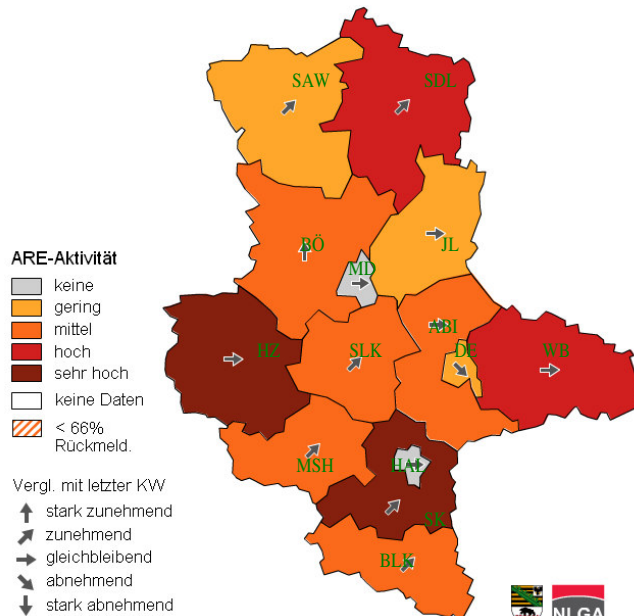 SAW
SDL
BÖ
JL
MD
ABI
HZ
SLK
DE
WB
MSH
HAL
SK
BLK
ARE-Aktivität
keine
gering
mittel
hoch
sehr hoch
keine Daten
< 66%
Rückmeld.
Vergl. mit letzter KW
stark zunehmend
zunehmend
gleichbleibend
abnehmend
stark abnehmend
NLGA